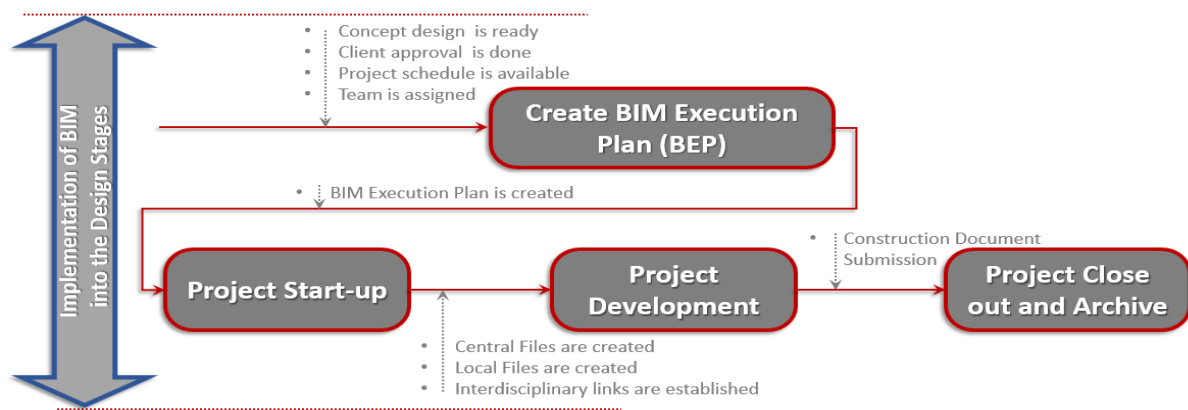 Implementation of BIM
into the Design Stages
• Concept design is ready
• Client approval is done
• Project schedule is available
• Team is assigned
Create BIM Execution
Plan (BEP)
• BIM Execution Plan is created
Project Start-up
• Central Files are created
• Local Files are created
• Interdisciplinary links are established
Project
Development
• Construction Document
Submission
Project Close
out and Archive